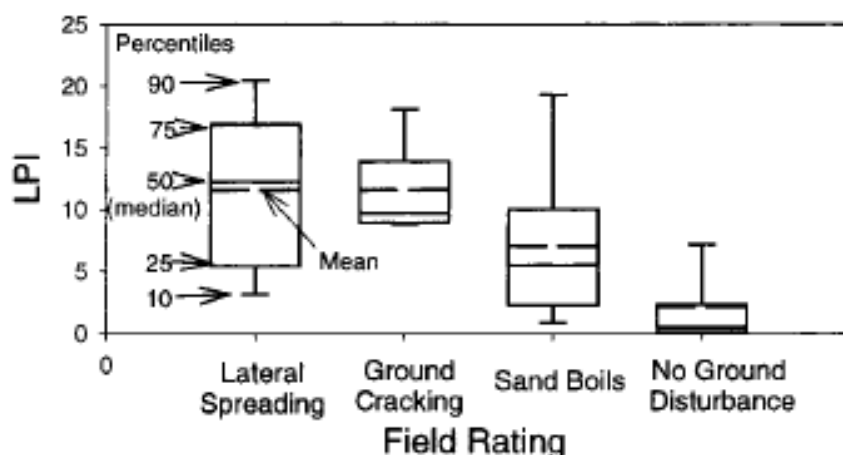 25
Percentiles
90
20
75
15
50
(median)
10
25
Mean
5
10
0
0
LPI
Lateral
Spreading
Ground
Cracking
Sand Boils
No Ground
Disturbance
Field Rating